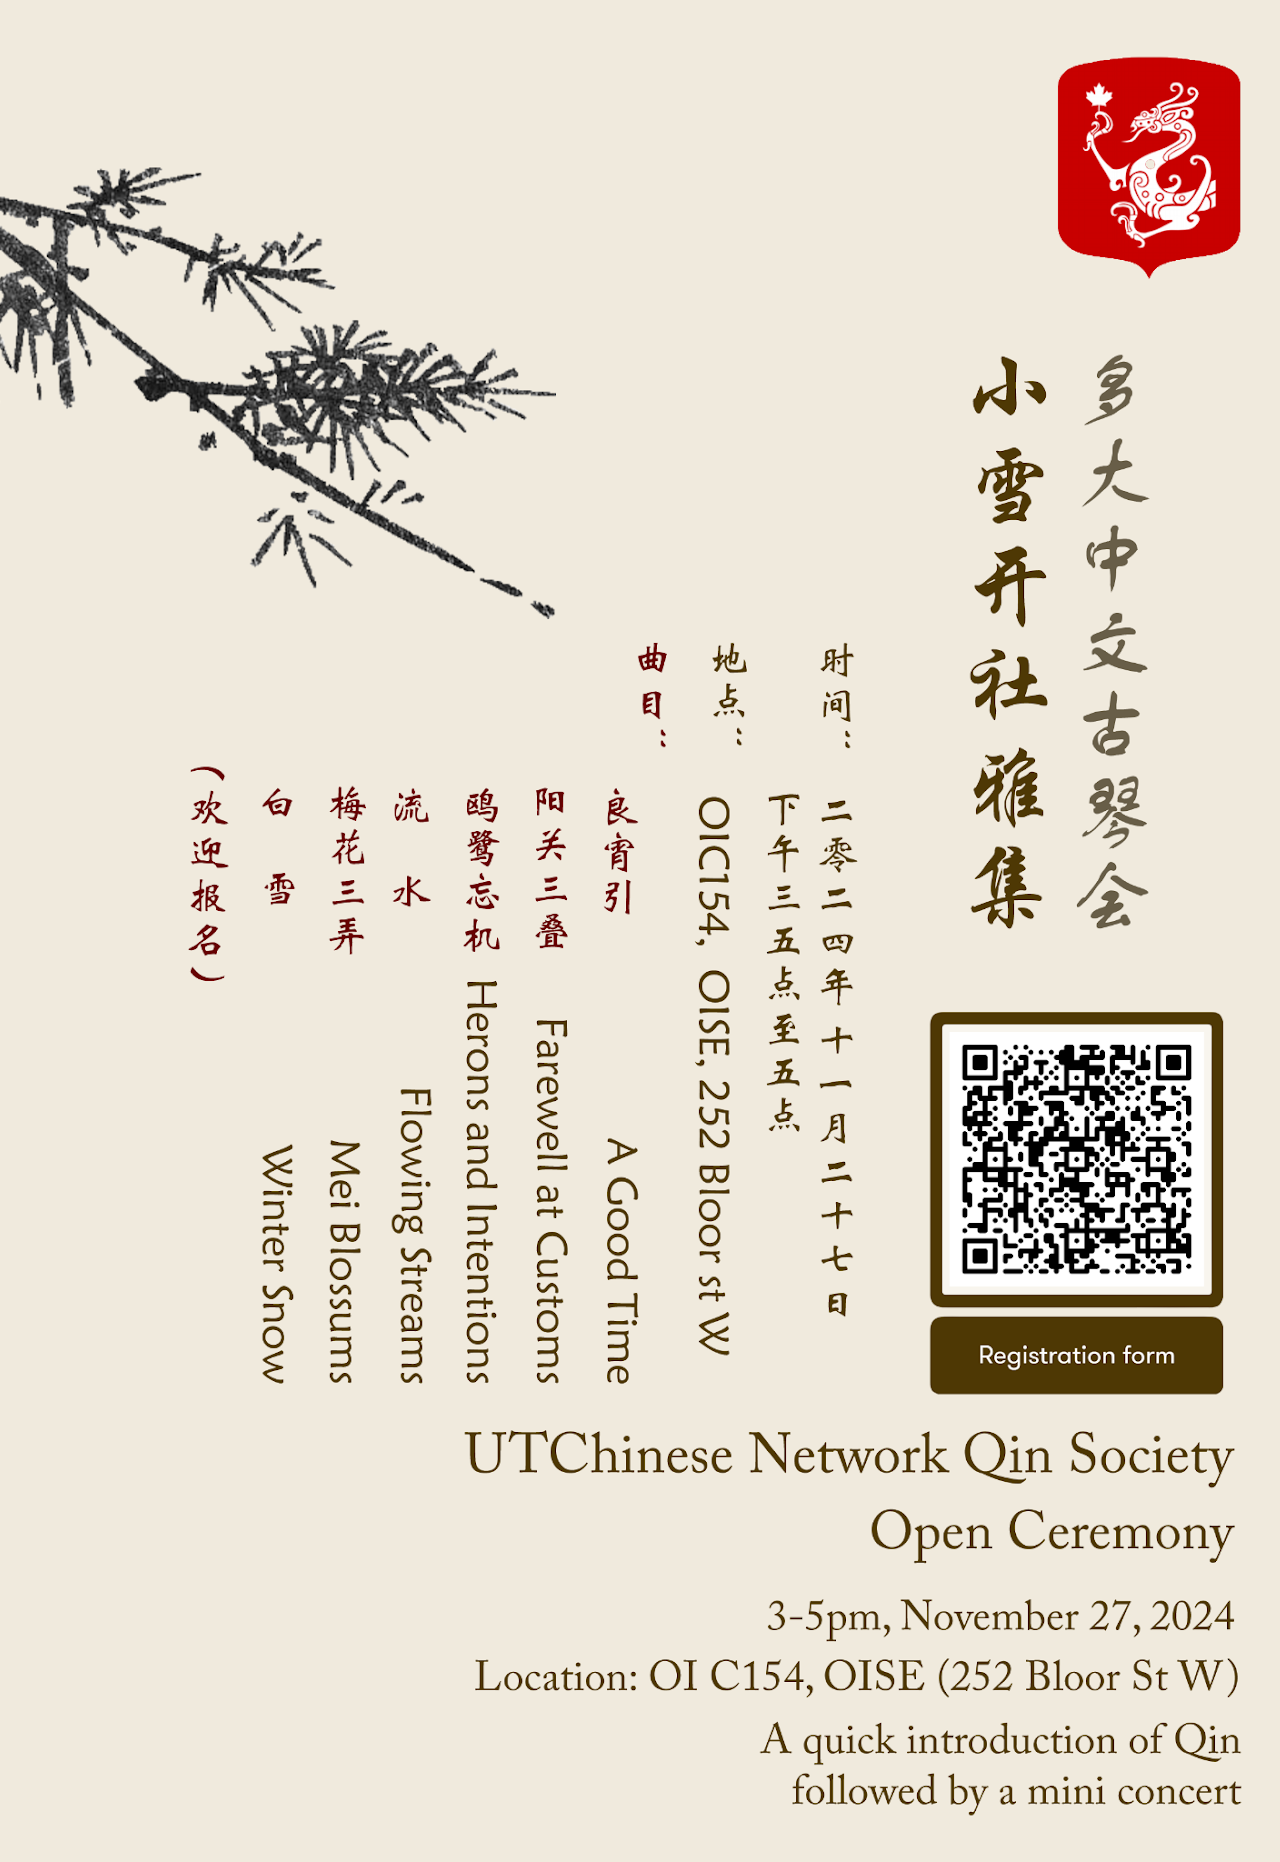 多大中文古琴会
小雪开社雅集
时间：
二零二四年十一月二十七日
下午三五点至五点
地点：
OIC154, OISE, 252 Bloor st W
曲目：
良宵引 A Good Time
阳关三叠 Farewell at Customs
鸥鹭忘机 Herons and Intentions
流水 Flowing Streams
梅花三弄 Mei Blossums
白雪 Winter Snow
（欢迎报名）
Registration form
UTChinese Network Qin Society
Open Ceremony
3-5pm, November 27, 2024
Location: OI C154, OISE (252 Bloor St W)
A quick introduction of Qin
followed by a mini concert